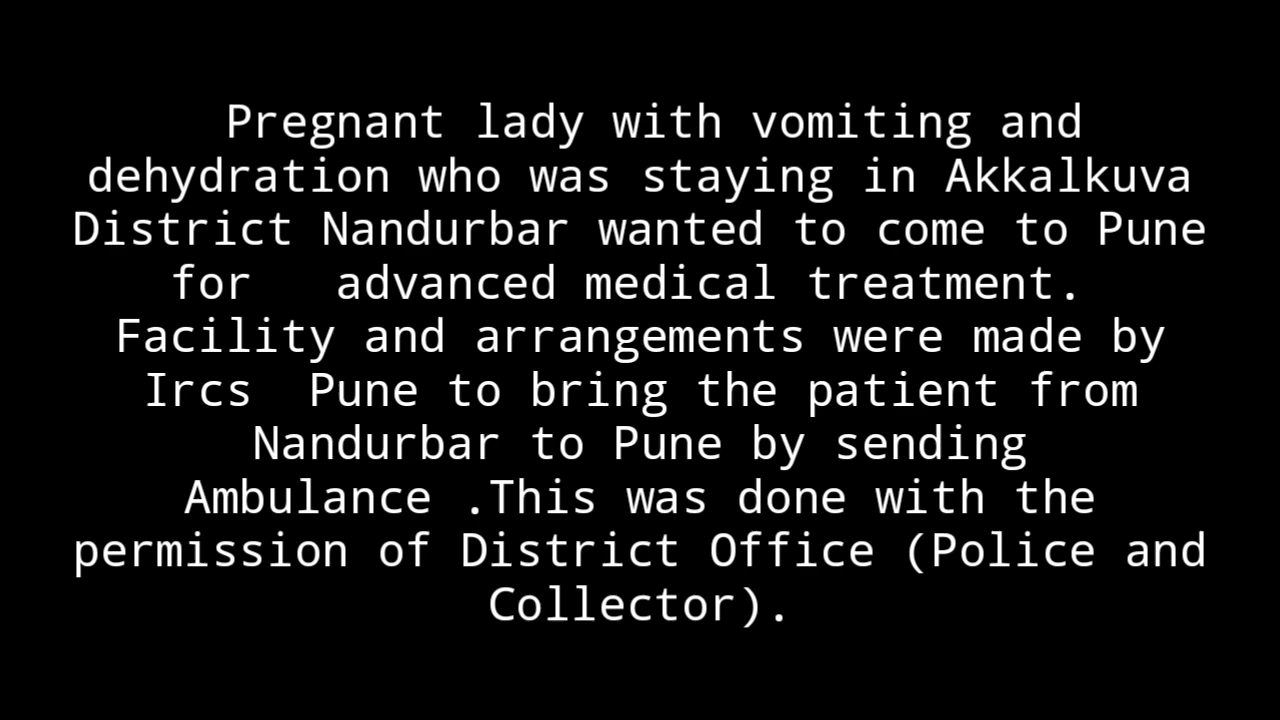 Pregnant lady with vomiting and
dehydration who was staying in Akkalkuva
District Nandurbar wanted to come to Pune
for   advanced medical treatment.
Facility and arrangements were made by
Ircs  Pune to bring the patient from
Nandurbar to Pune by sending
Ambulance .This was done with the
permission of District Office (Police and
Collector).